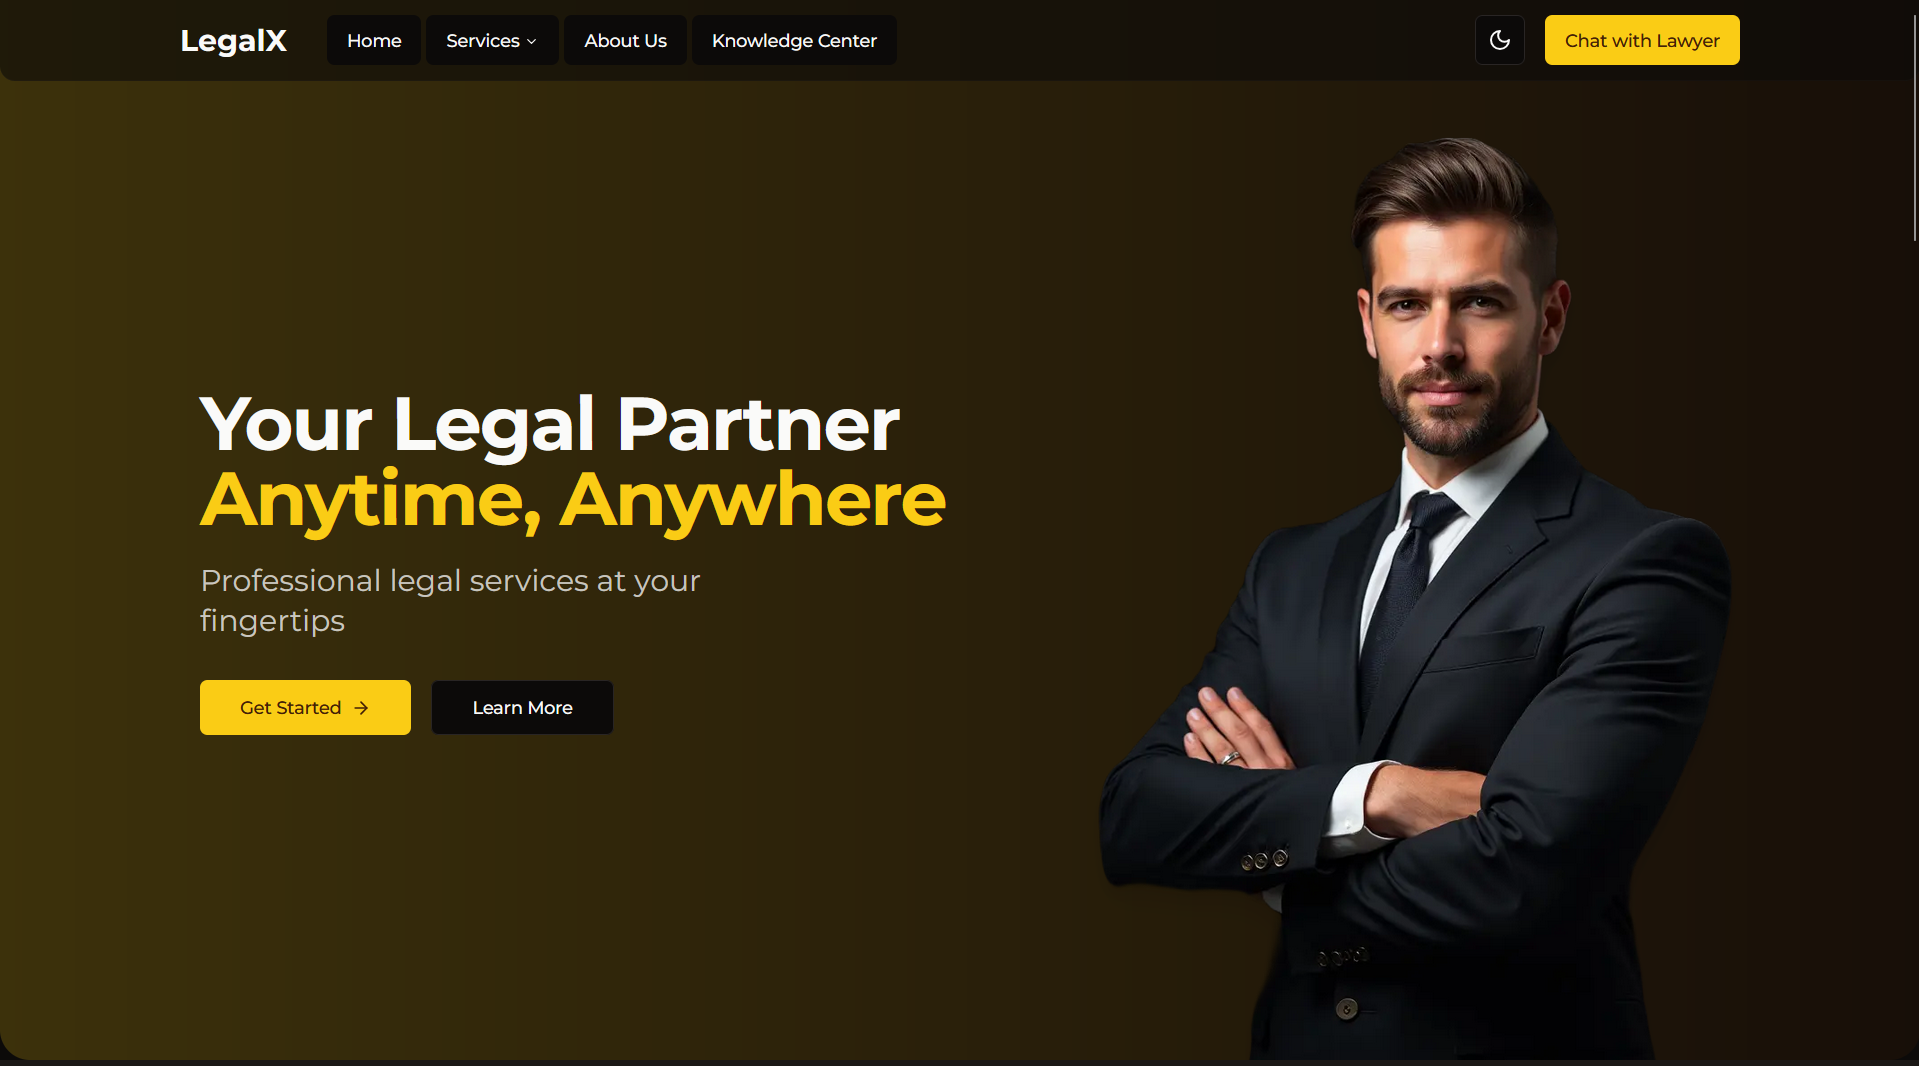 LegalX
Home
Services
About Us
Knowledge Center
Chat with Lawyer
Your Legal Partner
Anytime, Anywhere
Professional legal services at your
fingertips
Get Started
Learn More